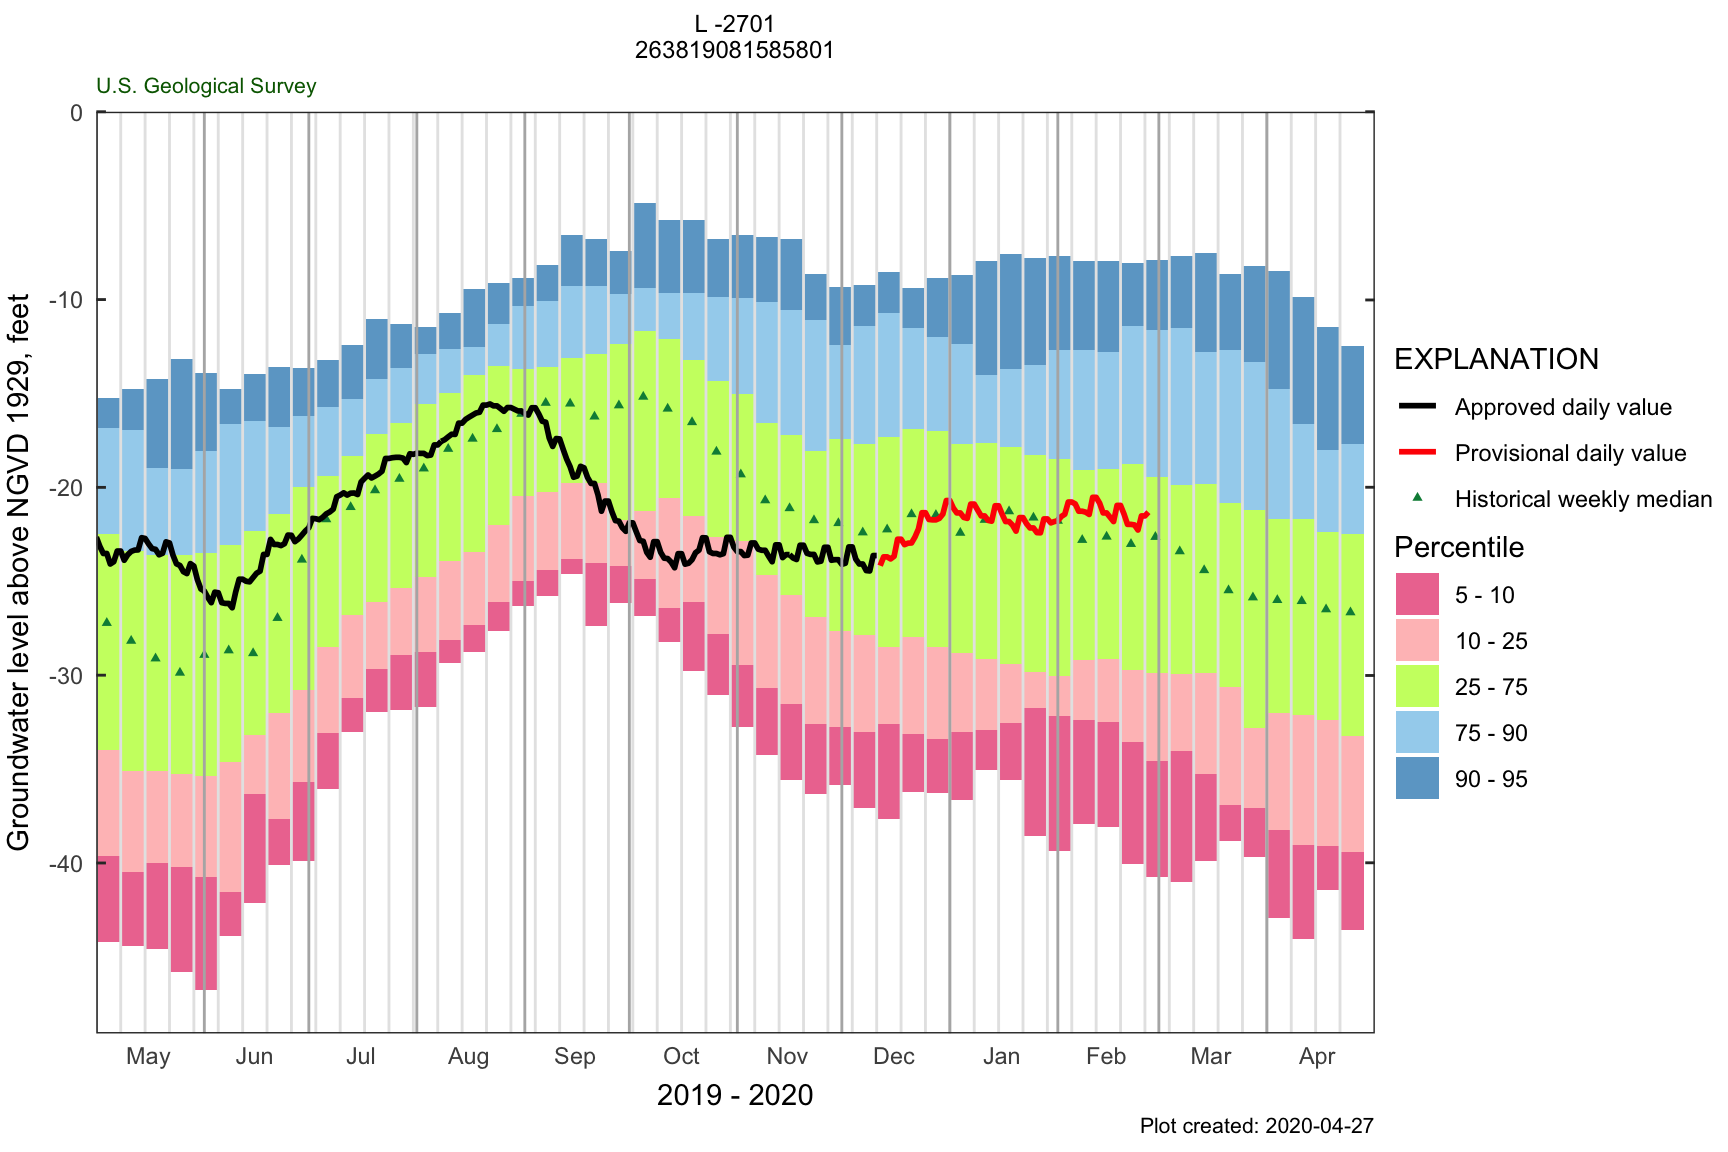 L -2701
263819081585801
U.S. Geological Survey
Groundwater level above NGVD 1929, feet
0
-10
-20
-30
-40
May Jun Jul Aug Sep Oct Nov Dec Jan Feb Mar Apr
2019 - 2020
EXPLANATION
Approved daily value
Provisional daily value
Historical weekly median
Percentile
5 - 10
10 - 25
25 - 75
75 - 90
90 - 95
Plot created: 2020-04-27